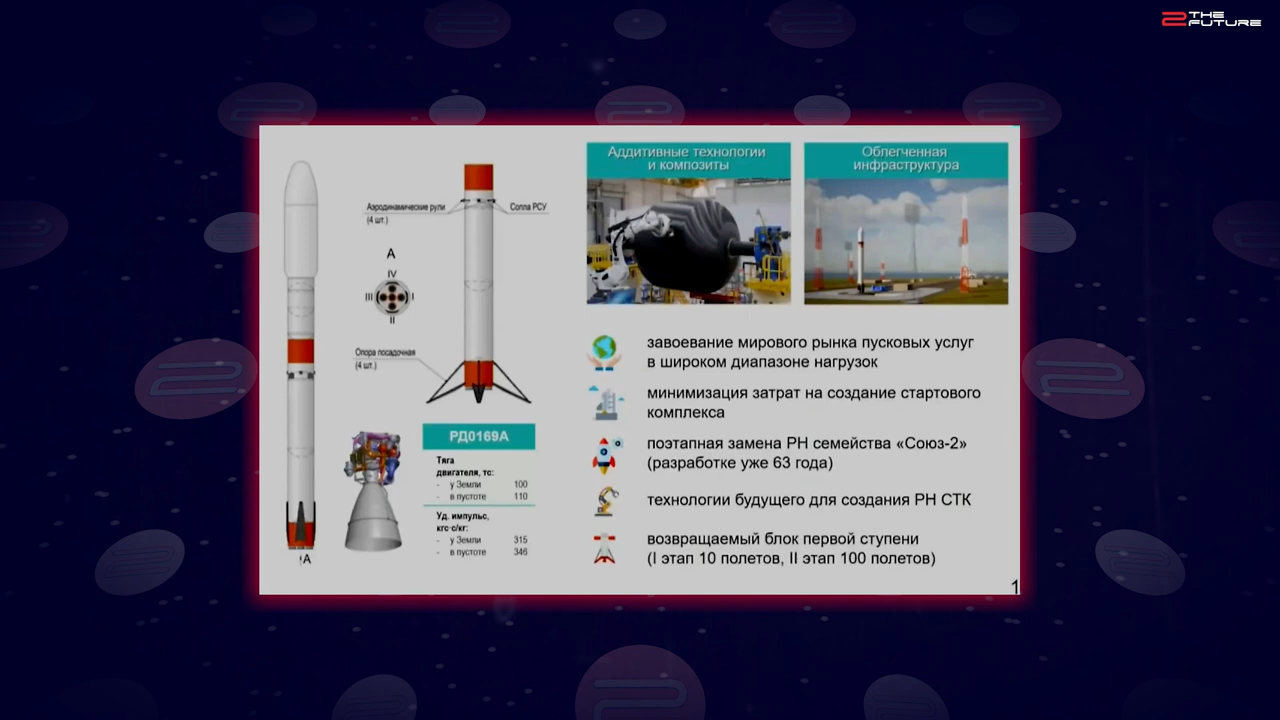 2 THE
FUTURE
Аэродинамические рули
(4 шт.)
Сопла РСУ
А
IV
III
I
II
Опора посадочная
(4 шт.)
А
РД0169А
Тяга
двигателя, тс:
- у Земли 100
- в пустоте 110
Уд. импульс,
кгс·с/кг:
- у Земли 315
- в пустоте 346
Аддитивные технологии
и композиты
Облегченная
инфраструктура
завоевание мирового рынка пусковых услуг
в широком диапазоне нагрузок
минимизация затрат на создание стартового
комплекса
поэтапная замена РН семейства «Союз-2»
(разработке уже 63 года)
технологии будущего для создания РН СТК
возвращаемый блок первой ступени
(I этап 10 полетов, II этап 100 полетов)
1